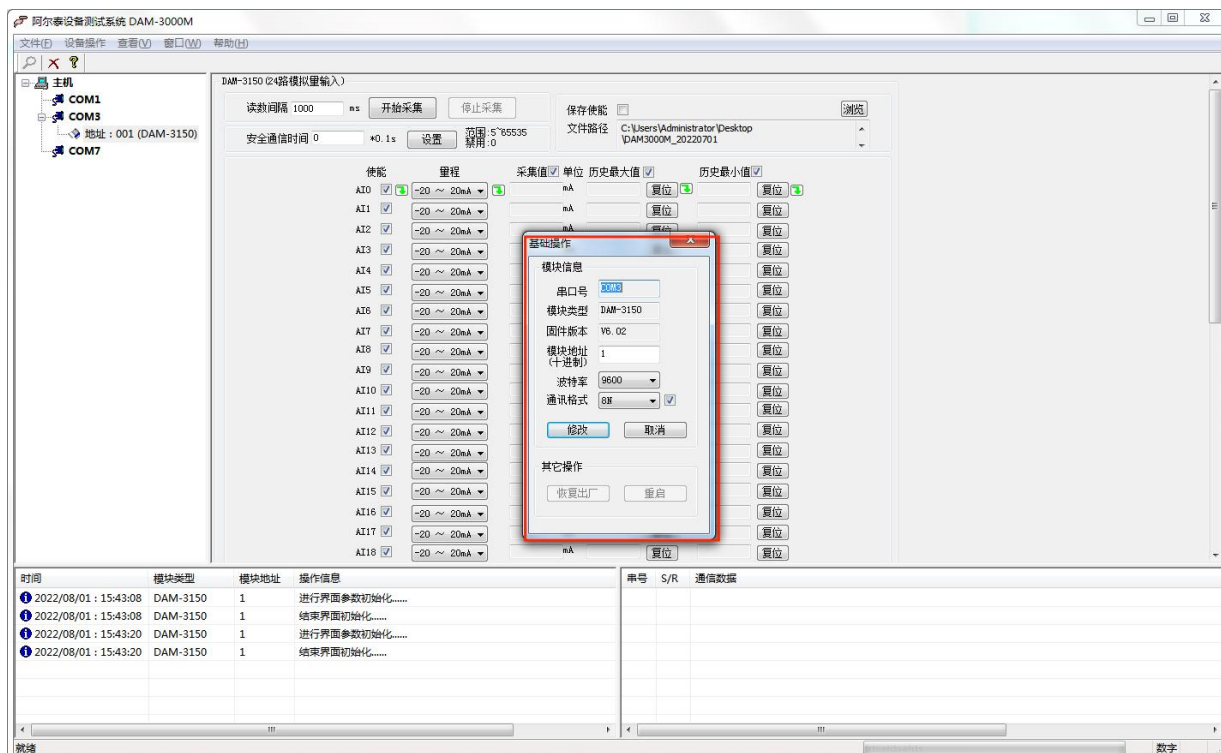 阿尔泰设备测试系统 DAM-3000M
文件(F) 设备操作 查看(V) 窗口(W) 帮助(H)
主机
COM1
COM3
地址：001 (DAM-3150)
COM7
DAM-3150(24路模拟里输入)
读数间隔 1000 ms 开始采集 停止采集
安全通信时间 0 *0.1s 设置 范围:5~65535
禁用:0
保存使能 浏览
文件路径 C:\Users\Administrator\Desktop
\DAM3000M_20220701
使能 里程 采集值 单位 历史最大值 历史最小值
AI0 -20 ～ 20mA mA 复位 复位
AI1 -20 ～ 20mA mA 复位 复位
AI2 -20 ～ 20mA mA 复位 复位
AI3 -20 ～ 20mA 复位
AI4 -20 ～ 20mA 复位
AI5 -20 ～ 20mA 复位
AI6 -20 ～ 20mA 复位
AI7 -20 ～ 20mA 复位
AI8 -20 ～ 20mA 复位
AI9 -20 ～ 20mA 复位
AI10 -20 ～ 20mA 复位
AI11 -20 ～ 20mA 复位
AI12 -20 ～ 20mA 复位
AI13 -20 ～ 20mA 复位
AI14 -20 ～ 20mA 复位
AI15 -20 ～ 20mA 复位
AI16 -20 ～ 20mA 复位
AI17 -20 ～ 20mA 复位
AI18 -20 ～ 20mA mA 复位 复位
基础操作
模块信息
串口号 COM3
模块类型 DAM-3150
固件版本 V6.02
模块地址 1
(十进制)
波特率 9600
通讯格式 8N
修改 取消
其它操作
恢复出厂 重启
时间 模块类型 模块地址 操作信息
2022/08/01：15:43:08 DAM-3150 1 进行界面参数初始化......
2022/08/01：15:43:08 DAM-3150 1 结束界面初始化......
2022/08/01：15:43:20 DAM-3150 1 进行界面参数初始化......
2022/08/01：15:43:20 DAM-3150 1 结束界面初始化......
串号 S/R 通信数据
就绪 数字